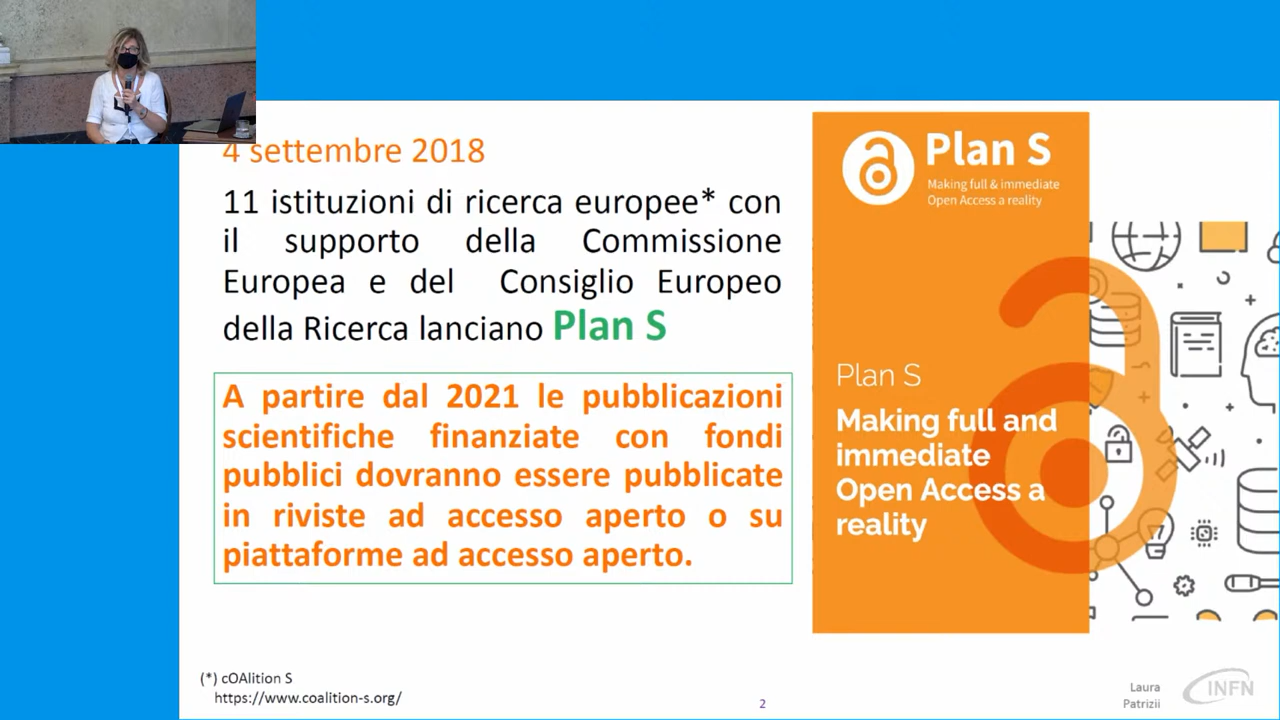 4 settembre 2018
11 istituzioni di ricerca europee* con
il supporto della Commissione
Europea e del Consiglio Europeo
della Ricerca lanciano Plan S
A partire dal 2021 le pubblicazioni
scientifiche finanziate con fondi
pubblici dovranno essere pubblicate
in riviste ad accesso aperto o su
piattaforme ad accesso aperto.
Plan S
Making full & immediate
Open Access a reality
Plan S
Making full and
immediate
Open Access a
reality
(*) cOAlition S
https://www.coalition-s.org/
2
Laura
Patrizii
INFN